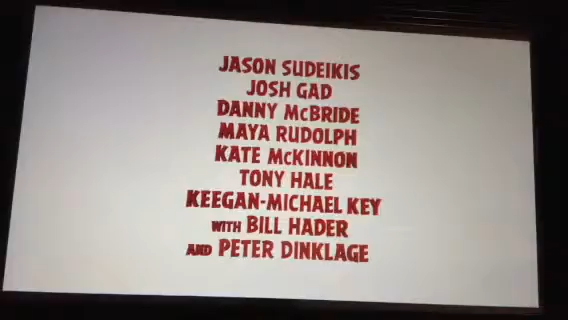 JASON SUDEIKIS
JOSH GAD
DANNY McBRIDE
MAYA RUDOLPH
KATE McKINNON
TONY HALE
KEEGAN-MICHAEL KEY
WITH BILL HADER
AND PETER DINKLAGE